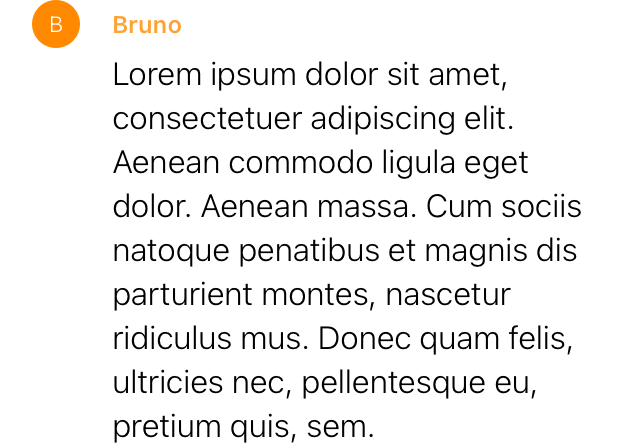 B Bruno
Lorem ipsum dolor sit amet,
consectetuer adipiscing elit.
Aenean commodo ligula eget
dolor. Aenean massa. Cum sociis
natoque penatibus et magnis dis
parturient montes, nascetur
ridiculus mus. Donec quam felis,
ultricies nec, pellentesque eu,
pretium quis, sem.